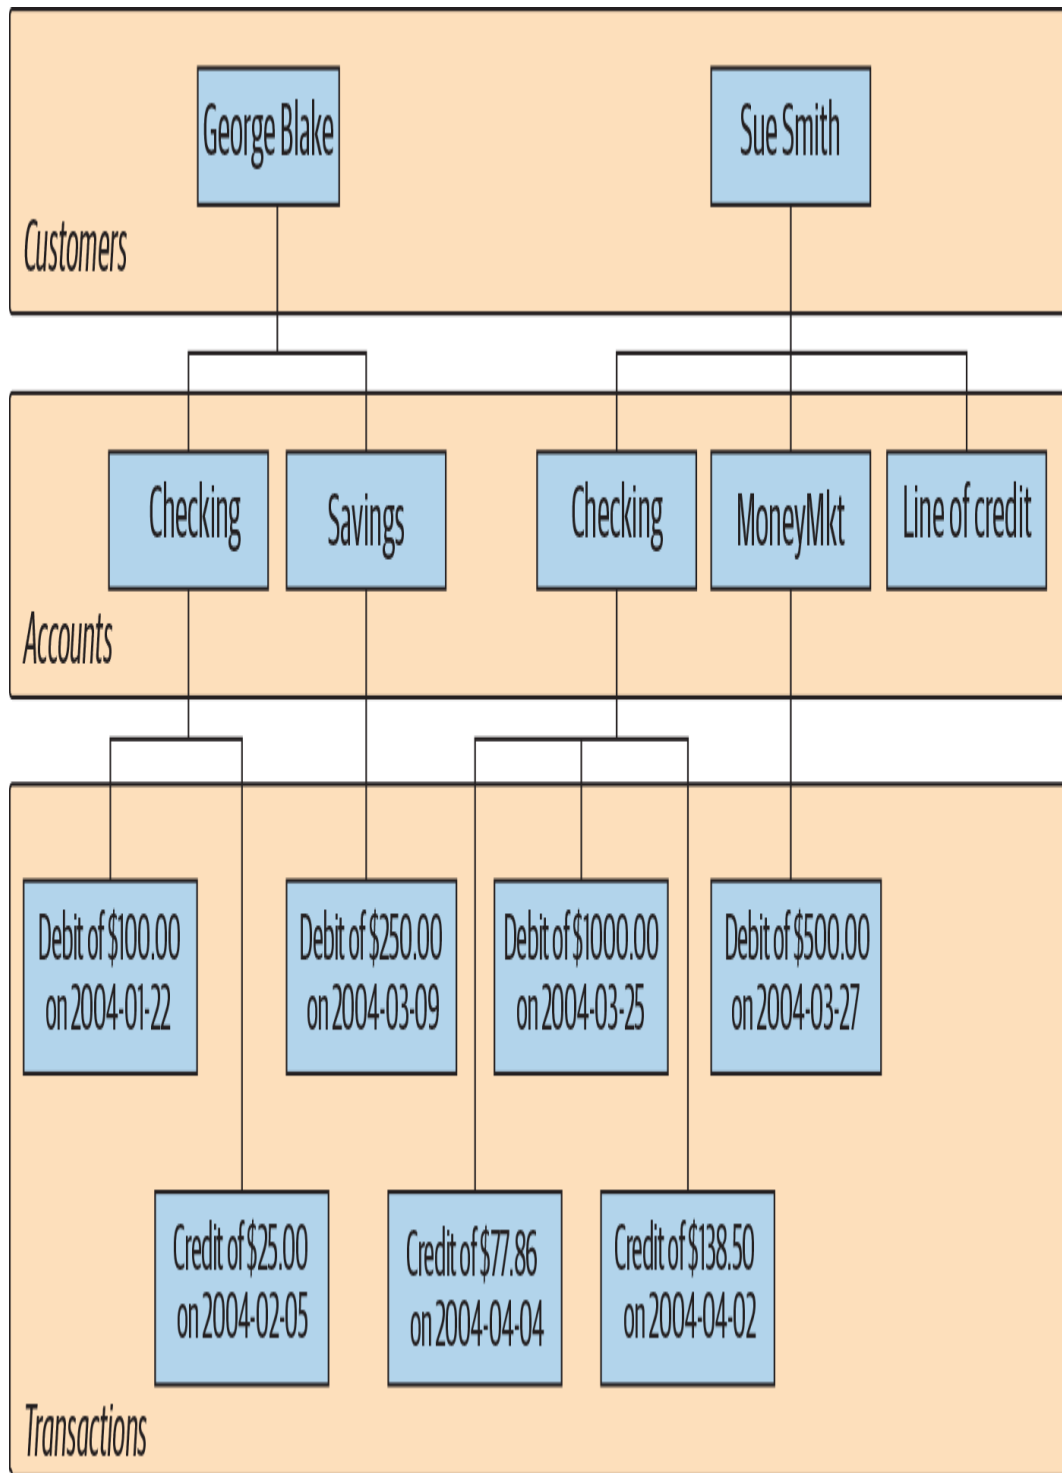 George Blake
Sue Smith
Customers
Checking
Savings
Checking
MoneyMkt
Line of credit
Accounts
Debit of $100.00
on 2004-01-22
Debit of $250.00
on 2004-03-09
Debit of $1000.00
on 2004-03-25
Debit of $500.00
on 2004-03-27
Credit of $25.00
on 2004-02-05
Credit of $77.86
on 2004-04-04
Credit of $138.50
on 2004-04-02
Transactions